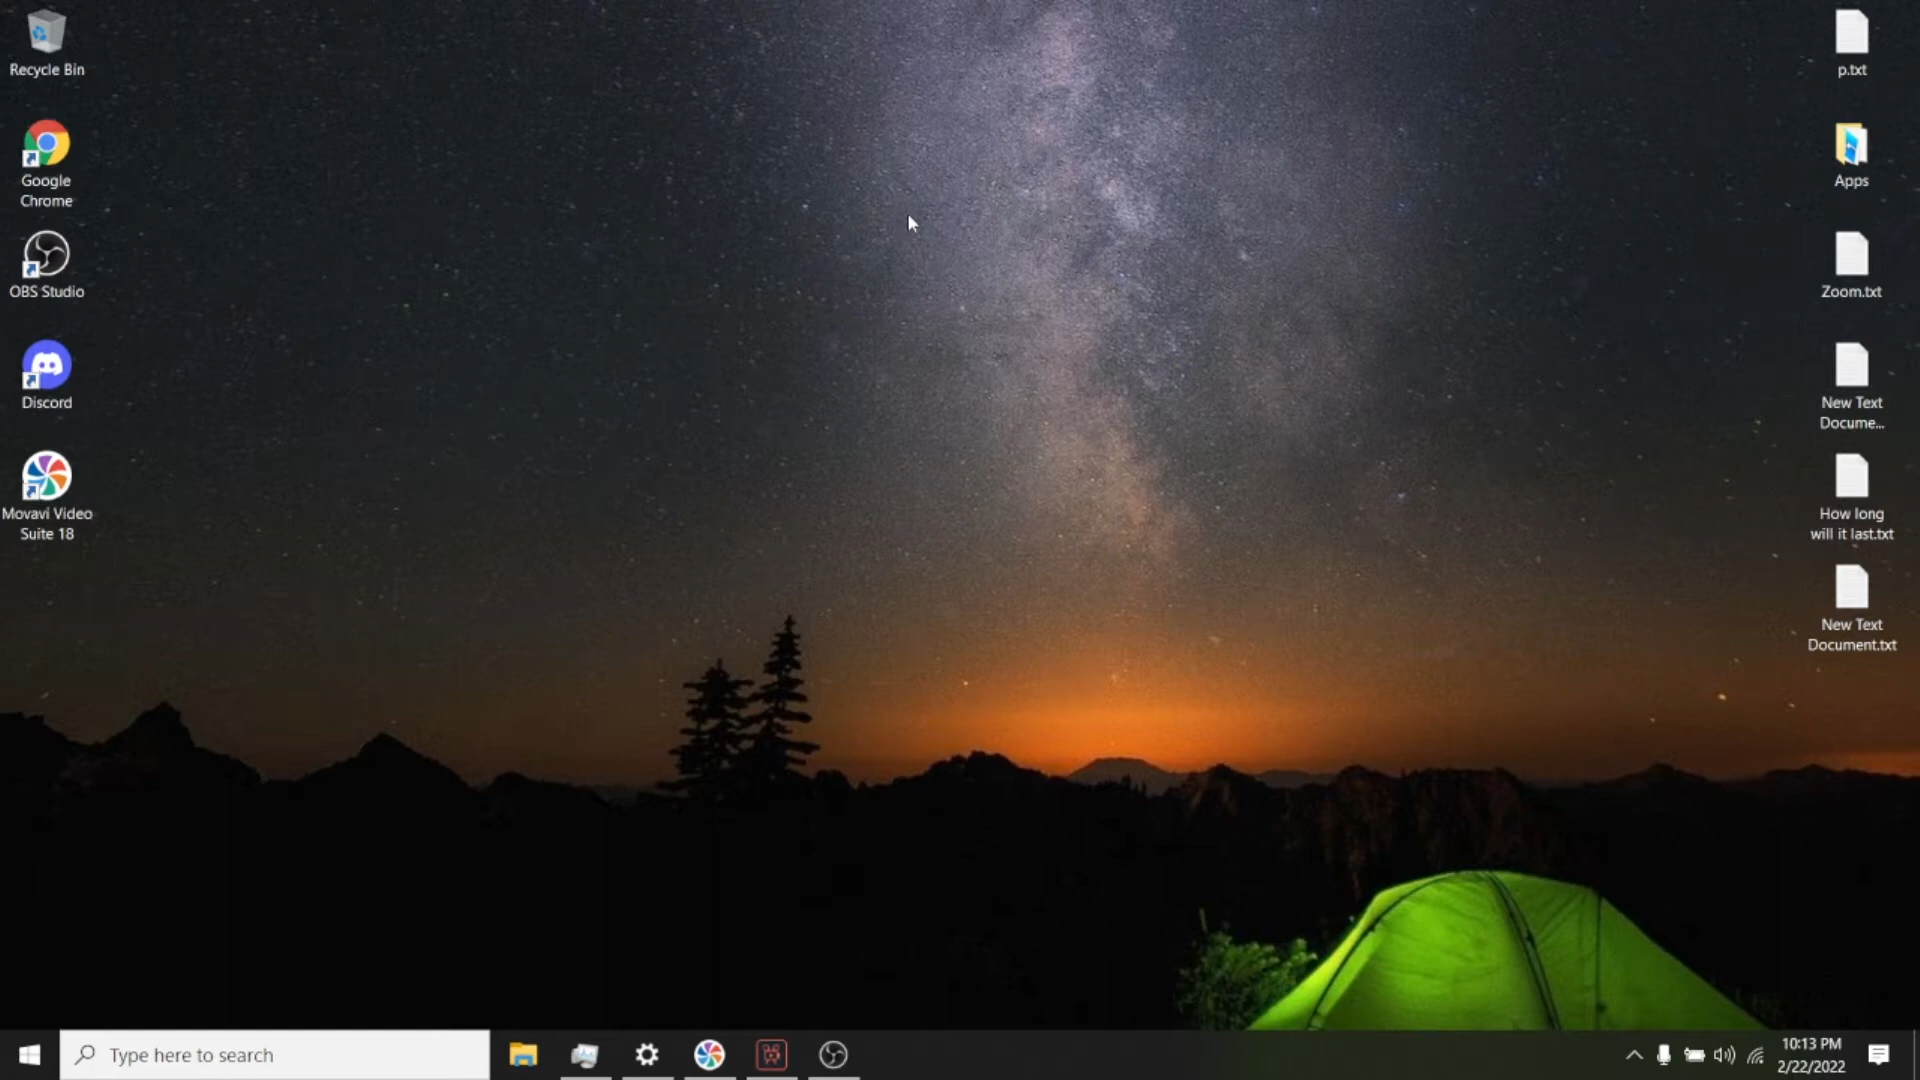 Recycle Bin
Google
Chrome
OBS Studio
Discord
Movavi Video
Suite 18
p.txt
Apps
Zoom.txt
New Text
Docume...
How long
will it last.txt
New Text
Document.txt
Type here to search
10:13 PM
2/22/2022